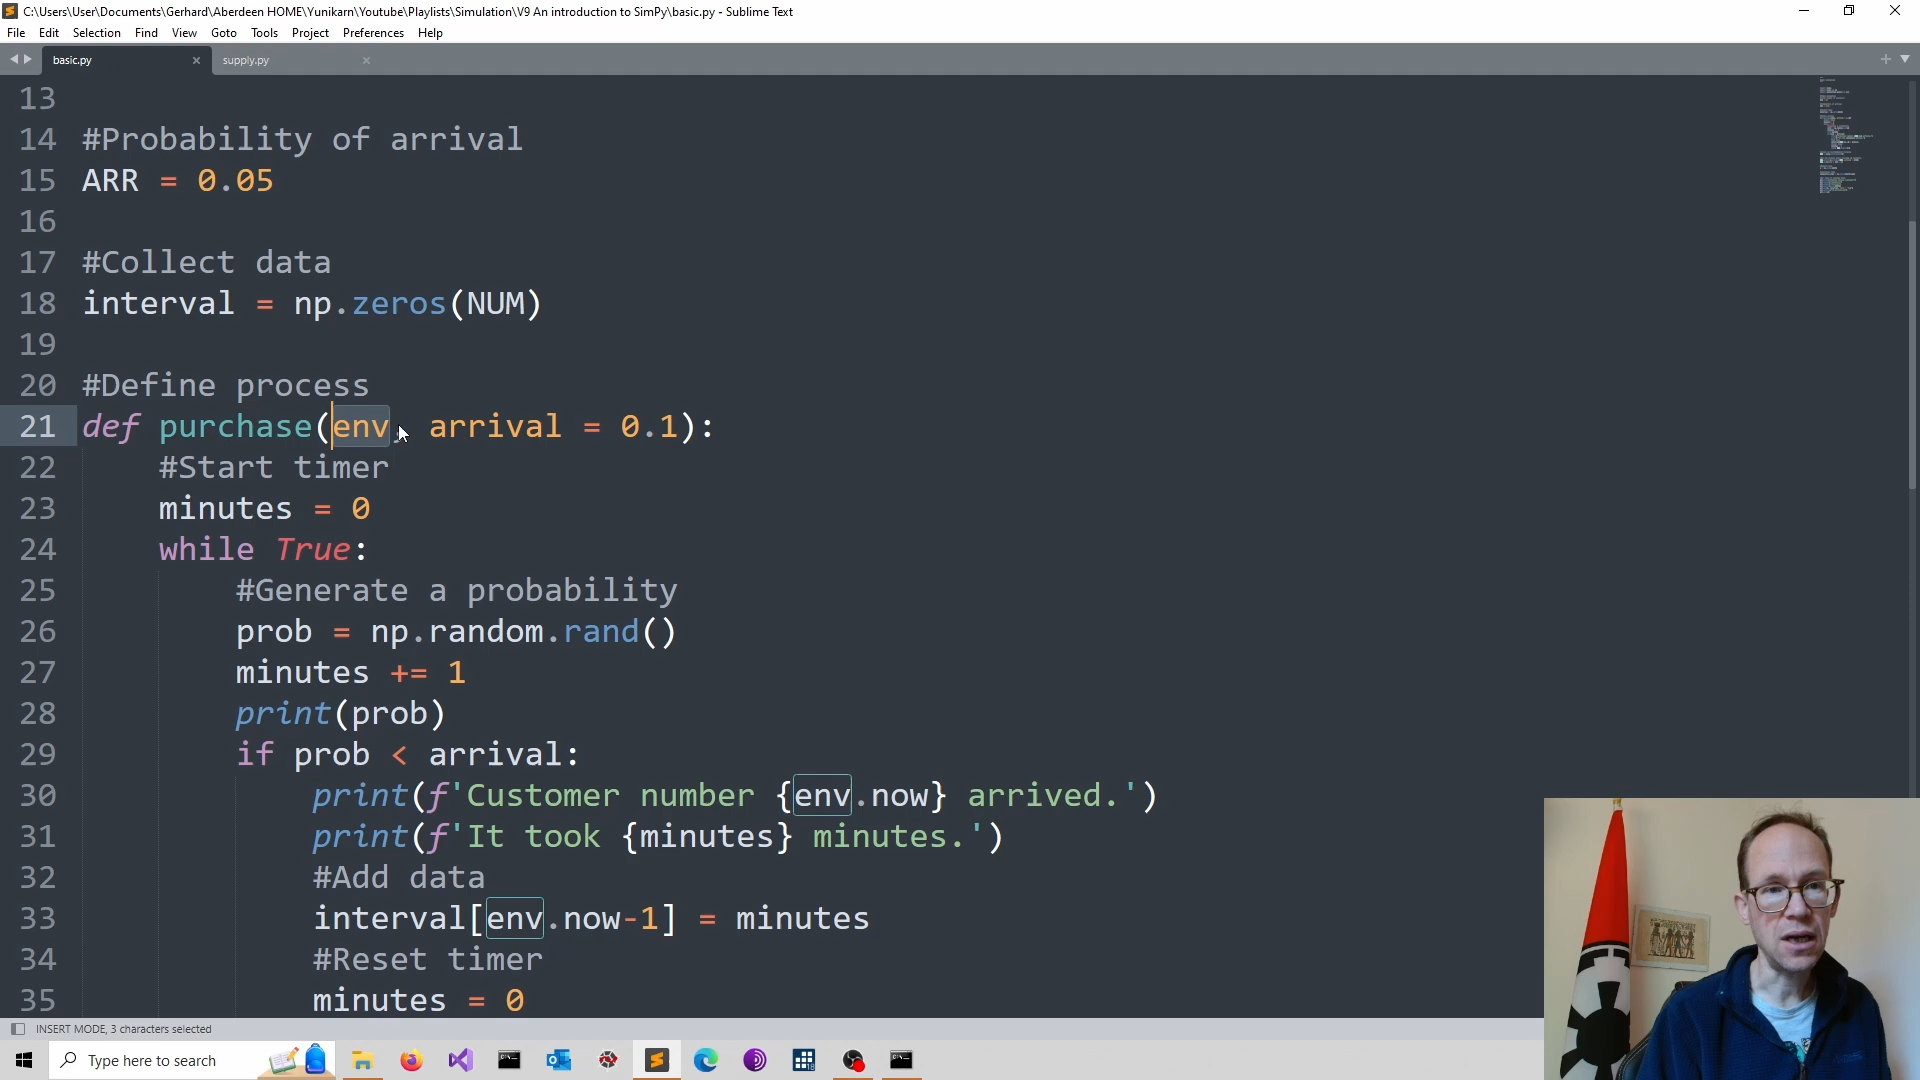 C:\Users\User\Documents\Gerhard\Aberdeen HOME\Yunikarn\Youtube\Playlists\Simulation\V9 An introduction to SimPy\basic.py - Sublime Text
File Edit Selection Find View Goto Tools Project Preferences Help
basic.py supply.py
13
14 #Probability of arrival
15 ARR = 0.05
16
17 #Collect data
18 interval = np.zeros(NUM)
19
20 #Define process
21 def purchase(env, arrival = 0.1):
22 #Start timer
23 minutes = 0
24 while True:
25 #Generate a probability
26 prob = np.random.rand()
27 minutes += 1
28 print(prob)
29 if prob < arrival:
30 print(f'Customer number {env.now} arrived.')
31 print(f'It took {minutes} minutes.')
32 #Add data
33 interval[env.now-1] = minutes
34 #Reset timer
35 minutes = 0
INSERT MODE, 3 characters selected
Type here to search